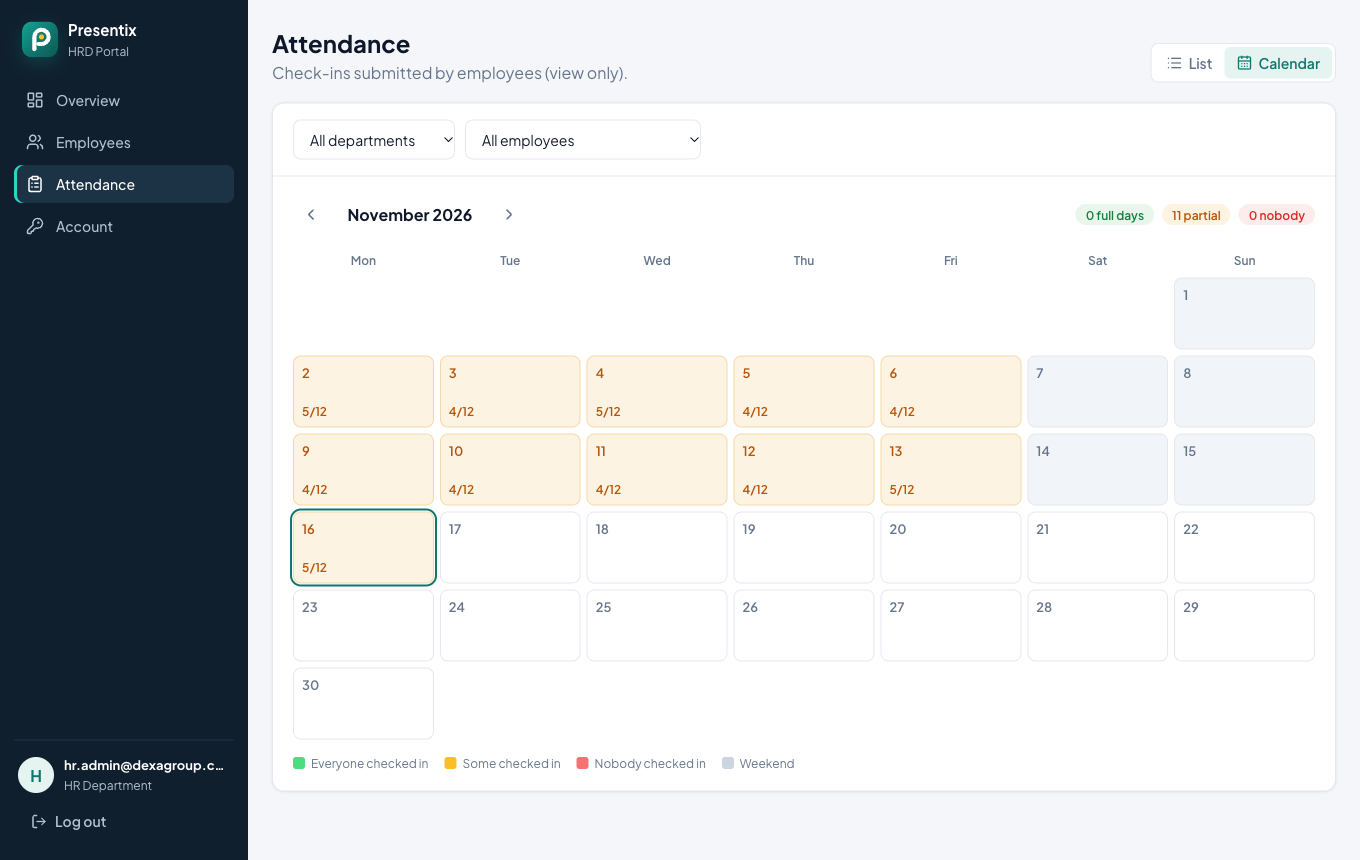 Presentix
HRD Portal
Overview
Employees
Attendance
Account
hr.admin@dexagroup.c…
H
HR Department
Log out
Attendance
Check-ins submitted by employees (view only).
List
Calendar
All departments
All employees
November 2026
0 full days
11 partial
0 nobody
Mon Tue Wed Thu Fri Sat Sun
1
2 3 4 5 6 7 8
5/12 4/12 5/12 4/12 4/12
9 10 11 12 13 14 15
4/12 4/12 4/12 4/12 5/12
16 17 18 19 20 21 22
5/12
23 24 25 26 27 28 29
30
Everyone checked in Some checked in Nobody checked in Weekend